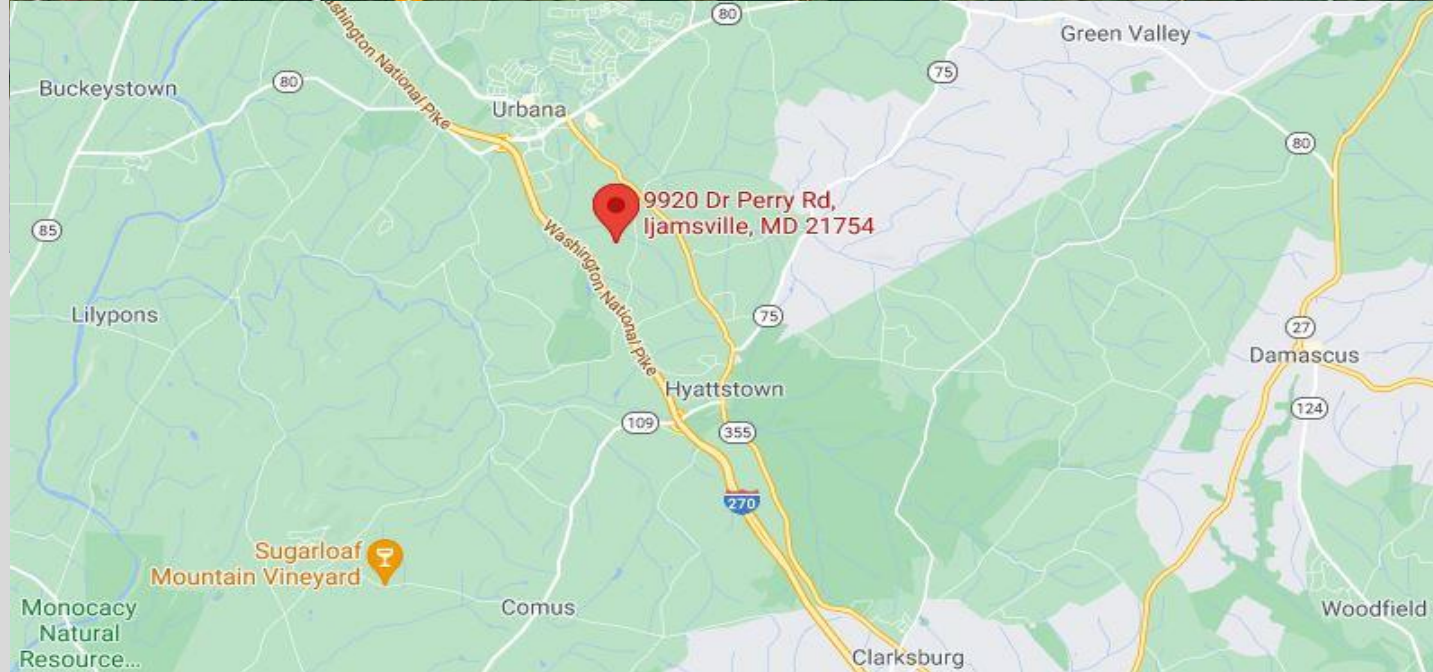 Washington National Pike
80
Green Valley
Buckeystown
80
75
Urbana
80
9920 Dr Perry Rd,
Ijamsville, MD 21754
85
Washington National Pike
Lilypons
75
27
Damascus
Hyattstown
109
355
124
270
Sugarloaf
Mountain Vineyard
Comus
Monocacy
Natural
Resource...
Woodfield
Clarksburg